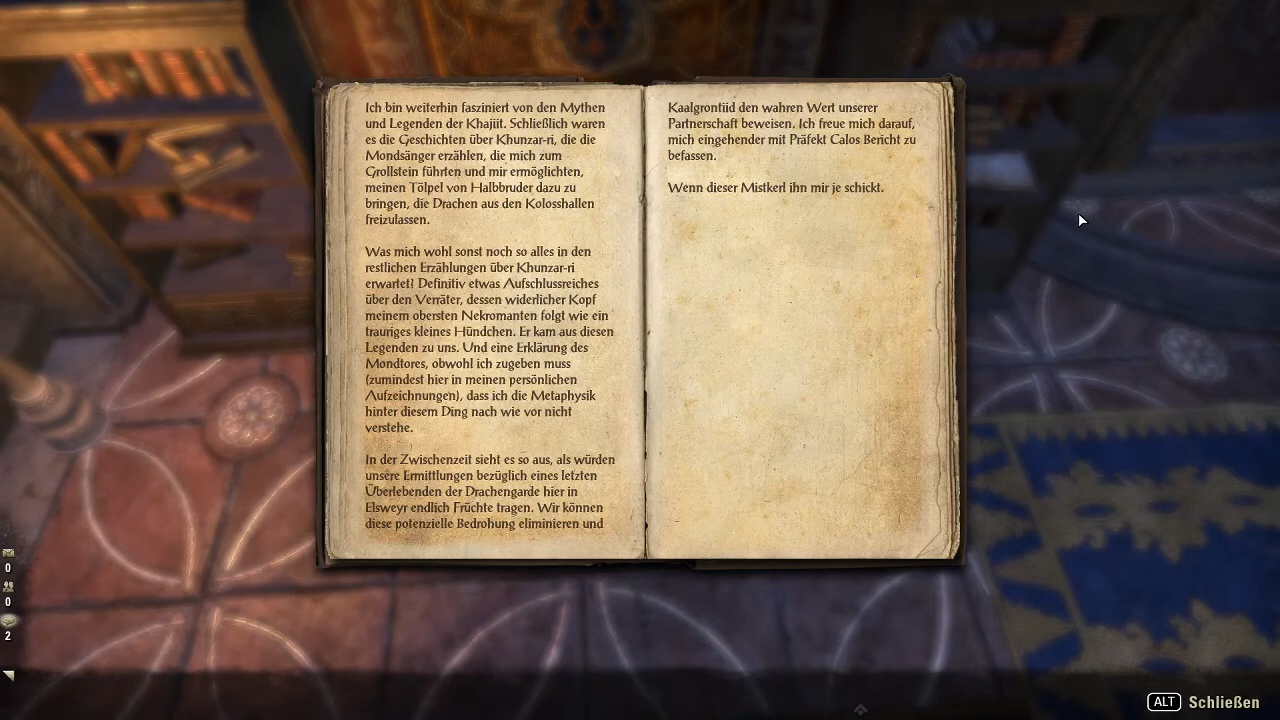 Ich bin weiterhin fasziniert von den Mythen
und Legenden der Khajiit. Schließlich waren
es die Geschichten über Khunzar-ri, die die
Mondsänger erzählen, die mich zum
Grollstein führten und mir ermöglichten,
meinen Tölpel von Halbbruder dazu zu
bringen, die Drachen aus den Kolosshallen
freizulassen.
Was mich wohl sonst noch so alles in den
restlichen Erzählungen über Khunzar-ri
erwartet? Definitiv etwas Aufschlussreiches
über den Verräter, dessen widerlicher Kopf
meinem obersten Nekromanten folgt wie ein
trauriges kleines Hündchen. Er kam aus diesen
Legenden zu uns. Und eine Erklärung des
Mondtores, obwohl ich zugeben muss
(zumindest hier in meinen persönlichen
Aufzeichnungen), dass ich die Metaphysik
hinter diesem Ding nach wie vor nicht
verstehe.
In der Zwischenzeit sieht es so aus, als würden
unsere Ermittlungen bezüglich eines letzten
Überlebenden der Drachengarde hier in
Elsweyr endlich Früchte tragen. Wir können
diese potenzielle Bedrohung eliminieren und
Kaalgrontiid den wahren Wert unserer
Partnerschaft beweisen. Ich freue mich darauf,
mich eingehender mit Präfekt Calos Bericht zu
befassen.
Wenn dieser Mistkerl ihn mir je schickt.
0
0
2
ALT Schließen